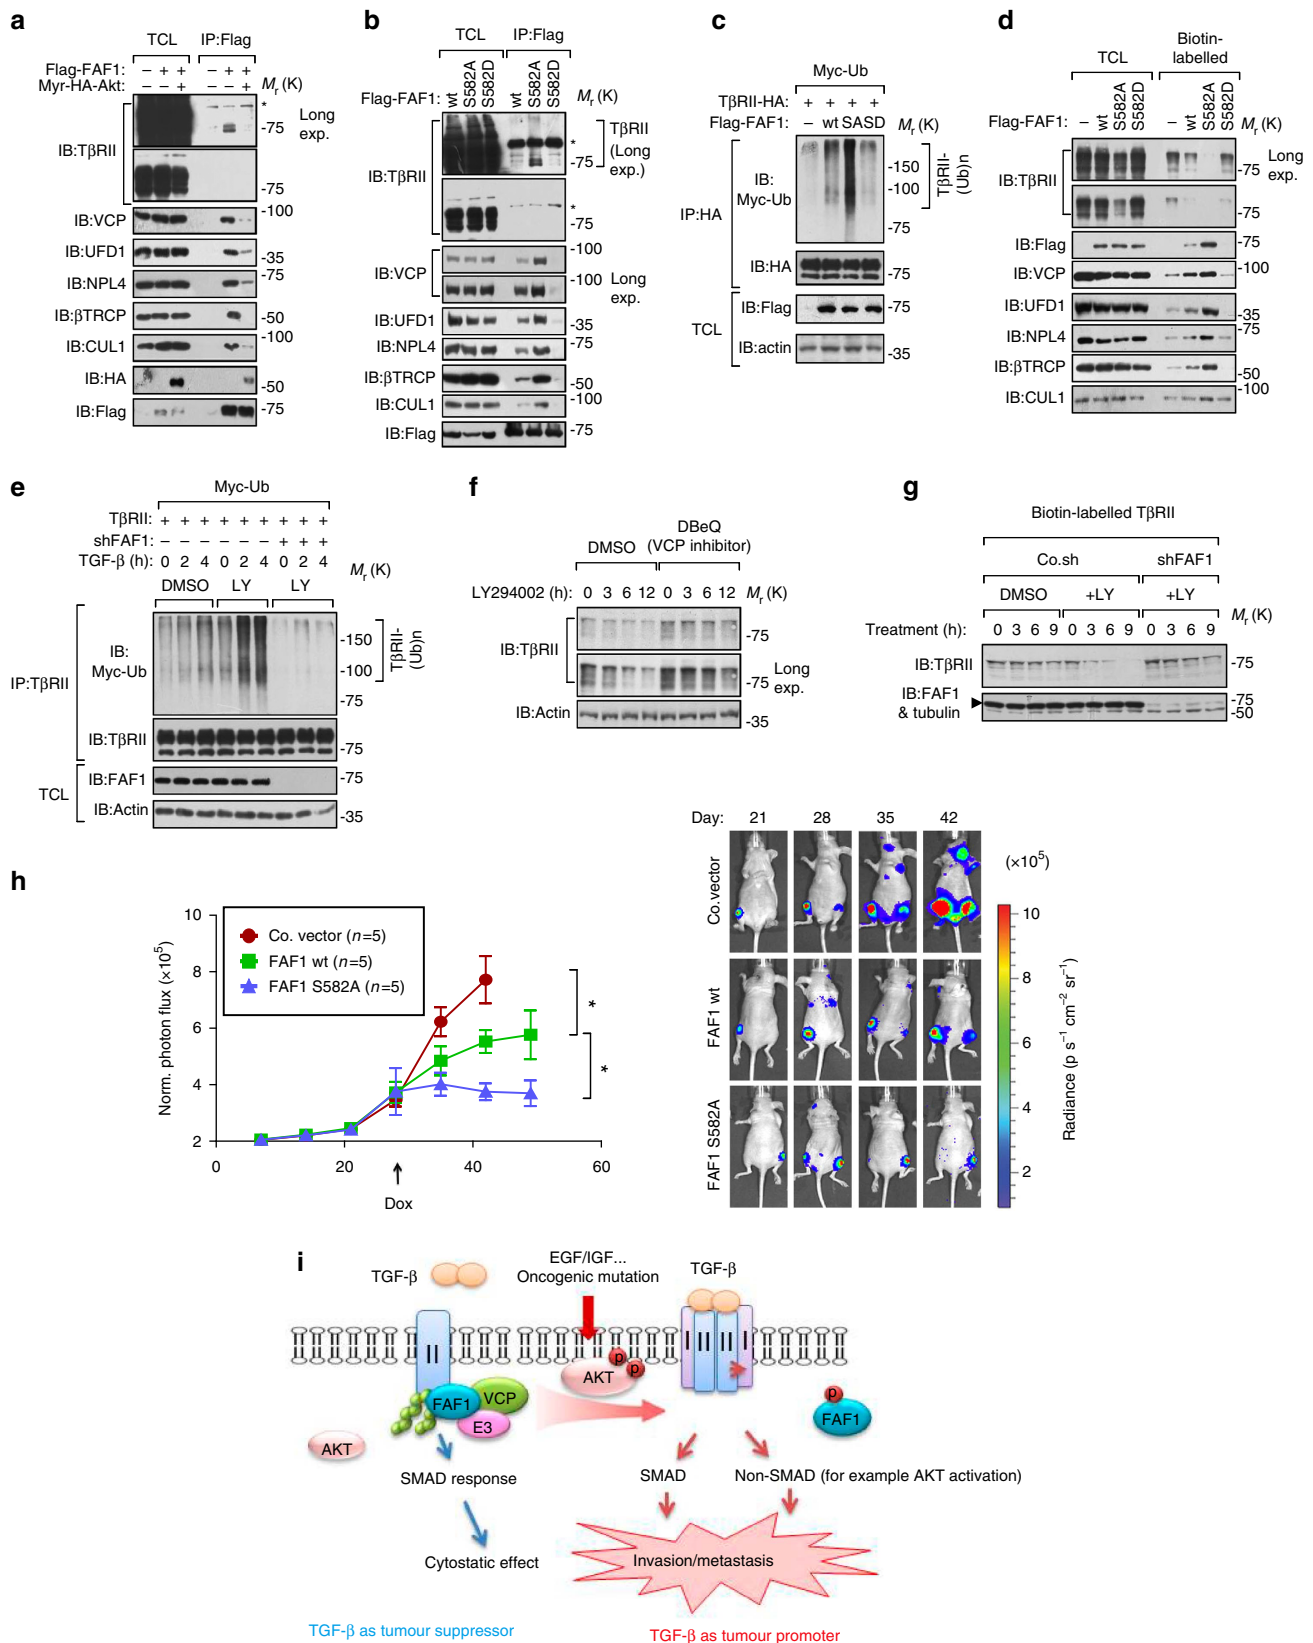 a
TCL IP:Flag
Flag-FAF1: – + + – + +
Myr-HA-Akt: – – + – – + Mr (K)
IB:TβRII
*
Long exp.
-75
-75
-100
IB:VCP
IB:UFD1
-35
-75
IB:NPL4
IB:βTRCP -50
-100
IB:CUL1
IB:HA
-50
IB:Flag -75
b
TCL IP:Flag
Flag-FAF1: wt S582A S582D wt S582A S582D Mr (K)
IB:TβRII
*
-75
TβRII (Long exp.)
*
-75
-100
IB:VCP
-100
Long exp.
IB:UFD1 -35
IB:NPL4 -75
IB:βTRCP -50
IB:CUL1 -100
IB:Flag -75
c
Myc-Ub
TβRII-HA: + + + +
Flag-FAF1: – wt SA SD Mr (K)
IP:HA
IB: Myc-Ub
-150
-100
-75
TβRII-(Ub)n
IB:HA -75
TCL
IB:Flag -75
IB:actin -35
d
TCL
Biotin-labelled
Flag-FAF1: – wt S582A S582D – wt S582A S582D Mr (K)
IB:TβRII
-75
Long exp.
-75
IB:Flag -75
IB:VCP -100
IB:UFD1 -35
IB:NPL4 -75
IB:βTRCP -50
IB:CUL1 -100
e
Myc-Ub
TβRII: + + + + + + + + +
shFAF1: – – – – – – + + +
TGF-β (h): 0 2 4 0 2 4 0 2 4
Mr (K)
DMSO LY LY
IP:TβRII
IB: Myc-Ub
-150
-100
-75
TβRII-(Ub)n
IB:TβRII -75
TCL
IB:FAF1 -75
IB:Actin -35
f
DMSO
DBeQ (VCP inhibitor)
LY294002 (h): 0 3 6 12 0 3 6 12 Mr (K)
IB:TβRII
-75
-75
Long exp.
IB:Actin -35
g
Biotin-labelled TβRII
Co.sh shFAF1
DMSO +LY +LY
Mr (K)
Treatment (h): 0 3 6 9 0 3 6 9 0 3 6 9
IB:TβRII -75
IB:FAF1 & tubulin
-75
-50
h
Norm. photon flux (×10⁵)
10
8
6
4
2
0 20 40 60
Co. vector (n=5)
FAF1 wt (n=5)
FAF1 S582A (n=5)
*
*
Dox
Day: 21 28 35 42
Co.vector
FAF1 wt
FAF1 S582A
(×10⁵)
10
8
6
4
2
Radiance (p s⁻¹ cm⁻² sr⁻¹)
i
TGF-β
EGF/IGF...
Oncogenic mutation
TGF-β
II
I II II I
p
p
AKT
FAF1 VCP
E3
AKT
p
FAF1
SMAD response
SMAD
Non-SMAD (for example AKT activation)
Cytostatic effect
Invasion/metastasis
TGF-β as tumour suppressor
TGF-β as tumour promoter